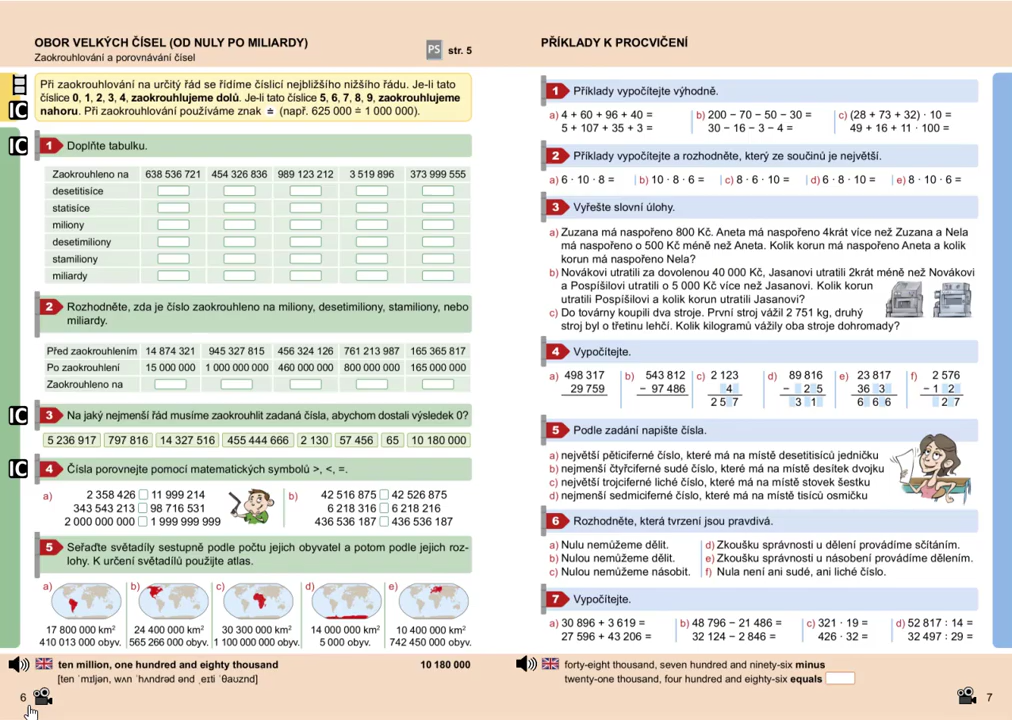 OBOR VELKÝCH ČÍSEL (OD NULY PO MILIARDY)
Zaokrouhlování a porovnávání čísel
PS str. 5
Při zaokrouhlování na určitý řád se řídíme číslicí nejbližšího nižšího řádu. Je-li tato
číslice 0, 1, 2, 3, 4, zaokrouhlujeme dolů. Je-li tato číslice 5, 6, 7, 8, 9, zaokrouhlujeme
nahoru. Při zaokrouhlování používáme znak ≐ (např. 625 000 ≐ 1 000 000).
1 Doplňte tabulku.
Zaokrouhleno na 638 536 721 454 326 836 989 123 212 3 519 896 373 999 555
desetitisíce
statisíce
miliony
desetimiliony
stamiliony
miliardy
2 Rozhodněte, zda je číslo zaokrouhleno na miliony, desetimiliony, stamiliony, nebo
miliardy.
Před zaokrouhlením 14 874 321 945 327 815 456 324 126 761 213 987 165 365 817
Po zaokrouhlení 15 000 000 1 000 000 000 460 000 000 800 000 000 165 000 000
Zaokrouhleno na
3 Na jaký nejmenší řád musíme zaokrouhlit zadaná čísla, abychom dostali výsledek 0?
5 236 917 797 816 14 327 516 455 444 666 2 130 57 456 65 10 180 000
4 Čísla porovnejte pomocí matematických symbolů >, <, =.
a) 2 358 426 11 999 214
343 543 213 98 716 531
2 000 000 000 1 999 999 999
b) 42 516 875 42 526 875
6 218 316 6 218 216
436 536 187 436 536 187
5 Seřaďte světadíly sestupně podle počtu jejich obyvatel a potom podle jejich roz-
lohy. K určení světadílů použijte atlas.
a) b) c) d) e)
17 800 000 km² 24 400 000 km² 30 300 000 km² 14 000 000 km² 10 400 000 km²
410 013 000 obyv. 565 266 000 obyv. 1 100 000 000 obyv. 5 000 obyv. 742 450 000 obyv.
ten million, one hundred and eighty thousand 10 180 000
[ten ˈmɪljən, wʌn ˈhʌndrəd ənd ˌeɪti ˈθauznd]
6
PŘÍKLADY K PROCVIČENÍ
1 Příklady vypočítejte výhodně.
a) 4 + 60 + 96 + 40 = b) 200 − 70 − 50 − 30 = c) (28 + 73 + 32) · 10 =
5 + 107 + 35 + 3 = 30 − 16 − 3 − 4 = 49 + 16 + 11 · 100 =
2 Příklady vypočítejte a rozhodněte, který ze součinů je největší.
a) 6 · 10 · 8 = b) 10 · 8 · 6 = c) 8 · 6 · 10 = d) 6 · 8 · 10 = e) 8 · 10 · 6 =
3 Vyřešte slovní úlohy.
a) Zuzana má naspořeno 800 Kč. Aneta má naspořeno 4krát více než Zuzana a Nela
má naspořeno o 500 Kč méně než Aneta. Kolik korun má naspořeno Aneta a kolik
korun má naspořeno Nela?
b) Novákovi utratili za dovolenou 40 000 Kč, Jasanovi utratili 2krát méně než Novákovi
a Pospíšilovi utratili o 5 000 Kč více než Jasanovi. Kolik korun
utratili Pospíšilovi a kolik korun utratili Jasanovi?
c) Do továrny koupili dva stroje. První stroj vážil 2 751 kg, druhý
stroj byl o třetinu lehčí. Kolik kilogramů vážily oba stroje dohromady?
4 Vypočítejte.
a) 498 317 b) 543 812 c) 2 123 d) 89 816 e) 23 817 f) 2 576
29 759 − 97 486 4 − 2 5 36 3 − 1 2
2 5 7 3 1 6 6 6 2 7
5 Podle zadání napište čísla.
a) největší pěticiferné číslo, které má na místě desetitisíců jedničku
b) nejmenší čtyřciferné sudé číslo, které má na místě desítek dvojku
c) největší trojciferné liché číslo, které má na místě stovek šestku
d) nejmenší sedmiciferné číslo, které má na místě tisíců osmičku
6 Rozhodněte, která tvrzení jsou pravdivá.
a) Nulu nemůžeme dělit. d) Zkoušku správnosti u dělení provádíme sčítáním.
b) Nulou nemůžeme dělit. e) Zkoušku správnosti u násobení provádíme dělením.
c) Nulou nemůžeme násobit. f) Nula není ani sudé, ani liché číslo.
7 Vypočítejte.
a) 30 896 + 3 619 = b) 48 796 − 21 486 = c) 321 · 19 = d) 52 817 : 14 =
27 596 + 43 206 = 32 124 − 2 846 = 426 · 32 = 32 497 : 29 =
forty-eight thousand, seven hundred and ninety-six minus
twenty-one thousand, four hundred and eighty-six equals
7